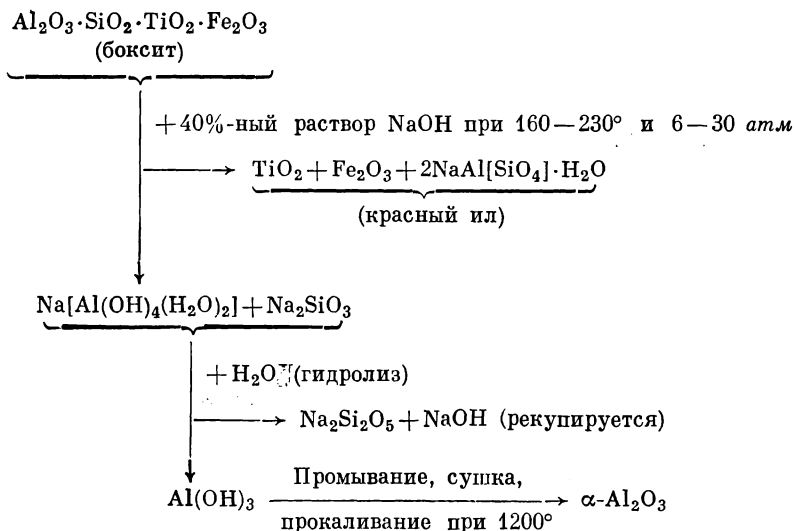 Al₂O₃·SiO₂·TiO₂·Fe₂O₃
(боксит)
+40%-ный раствор NaOH при 160—230° и 6—30 атм
TiO₂+Fe₂O₃+2NaAl[SiO₄]·H₂O
(красный ил)
Na[Al(OH)₄(H₂O)₂]+Na₂SiO₃
+H₂O (гидролиз)
Na₂Si₂O₅+NaOH (рекупируется)
Al(OH)₃
Промывание, сушка,
прокаливание при 1200°
α-Al₂O₃